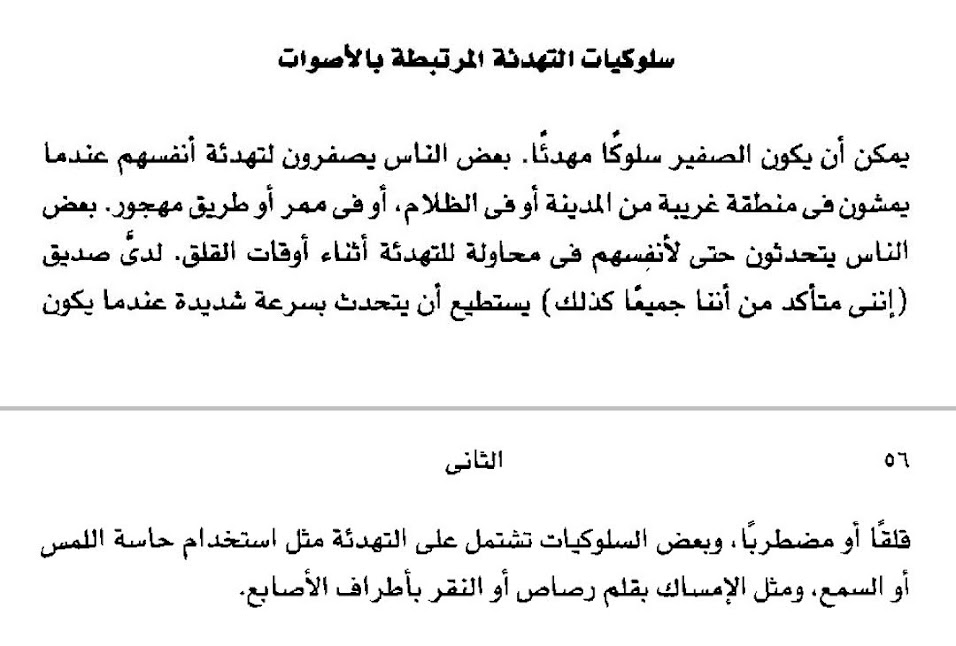 سلوكيات التهدئة المرتبطة بالأصوات
يمكن أن يكون الصفير سلوكًا مهدئًا. بعض الناس يصفرون لتهدئة أنفسهم عندما
يمشون فى منطقة غريبة من المدينة أو فى الظلام، أو فى ممر أو طريق مهجور. بعض
الناس يتحدثون حتى لأنفِسهم فى محاولة للتهدئة أثناء أوقات القلق. لدىَّ صديق
(إننى متأكد من أننا جميعًا كذلك) يستطيع أن يتحدث بسرعة شديدة عندما يكون
٥٦ الثانى
قلقًا أو مضطربًا، وبعض السلوكيات تشتمل على التهدئة مثل استخدام حاسة اللمس
أو السمع، ومثل الإمساك بقلم رصاص أو النقر بأطراف الأصابع.